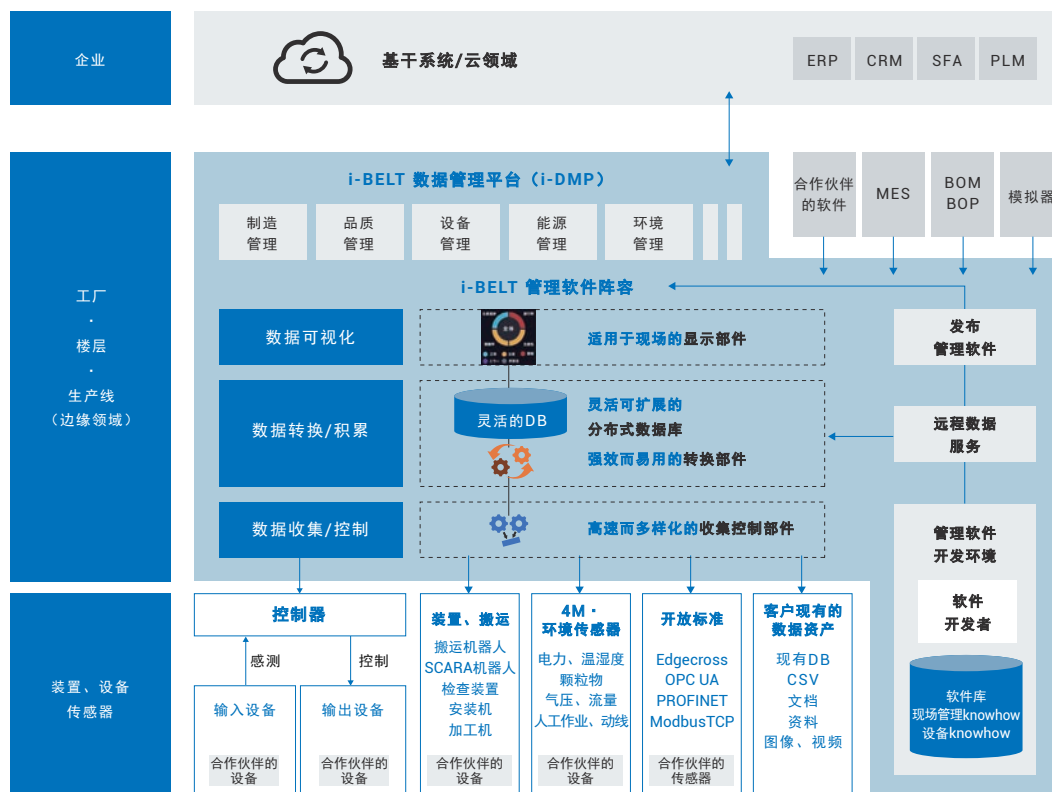 企业
基干系统/云领域
ERP
CRM
SFA
PLM
工厂
·
楼层
·
生产线
（边缘领域）
i-BELT 数据管理平台（i-DMP）
制造
管理
品质
管理
设备
管理
能源
管理
环境
管理
合作伙伴
的软件
MES
BOM
BOP
模拟器
i-BELT 管理软件阵容
数据可视化
适用于现场的显示部件
发布
管理软件
数据转换/积累
灵活的DB
灵活可扩展的
分布式数据库
强效而易用的转换部件
远程数据
服务
数据收集/控制
高速而多样化的收集控制部件
管理软件
开发环境
软件
开发者
软件库
现场管理knowhow
设备knowhow
装置、设备
传感器
控制器
感测
控制
输入设备
合作伙伴的
设备
输出设备
合作伙伴的
设备
装置、搬运
搬运机器人
SCARA机器人
检查装置
安装机
加工机
合作伙伴的
设备
4M・
环境传感器
电力、温湿度
颗粒物
气压、流量
人工作业、动线
合作伙伴的
设备
开放标准
Edgecross
OPC UA
PROFINET
ModbusTCP
合作伙伴的
传感器
客户现有的
数据资产
现有DB
CSV
文档
资料
图像、视频